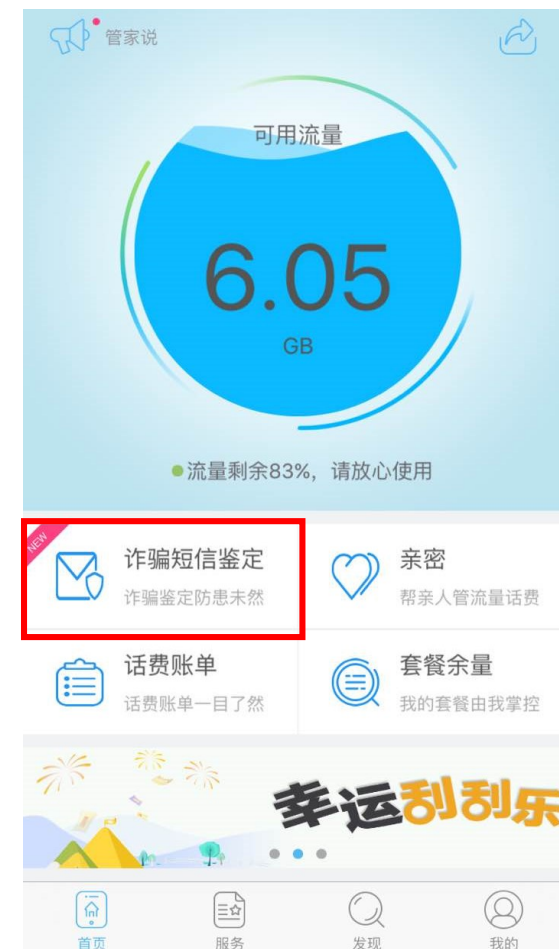 管家说
可用流量
6.05
GB
流量剩余83%，请放心使用
NEW
诈骗短信鉴定
诈骗鉴定防患未然
亲密
帮亲人管流量话费
话费账单
话费账单一目了然
套餐余量
我的套餐由我掌控
幸运刮刮乐
首页
服务
发现
我的